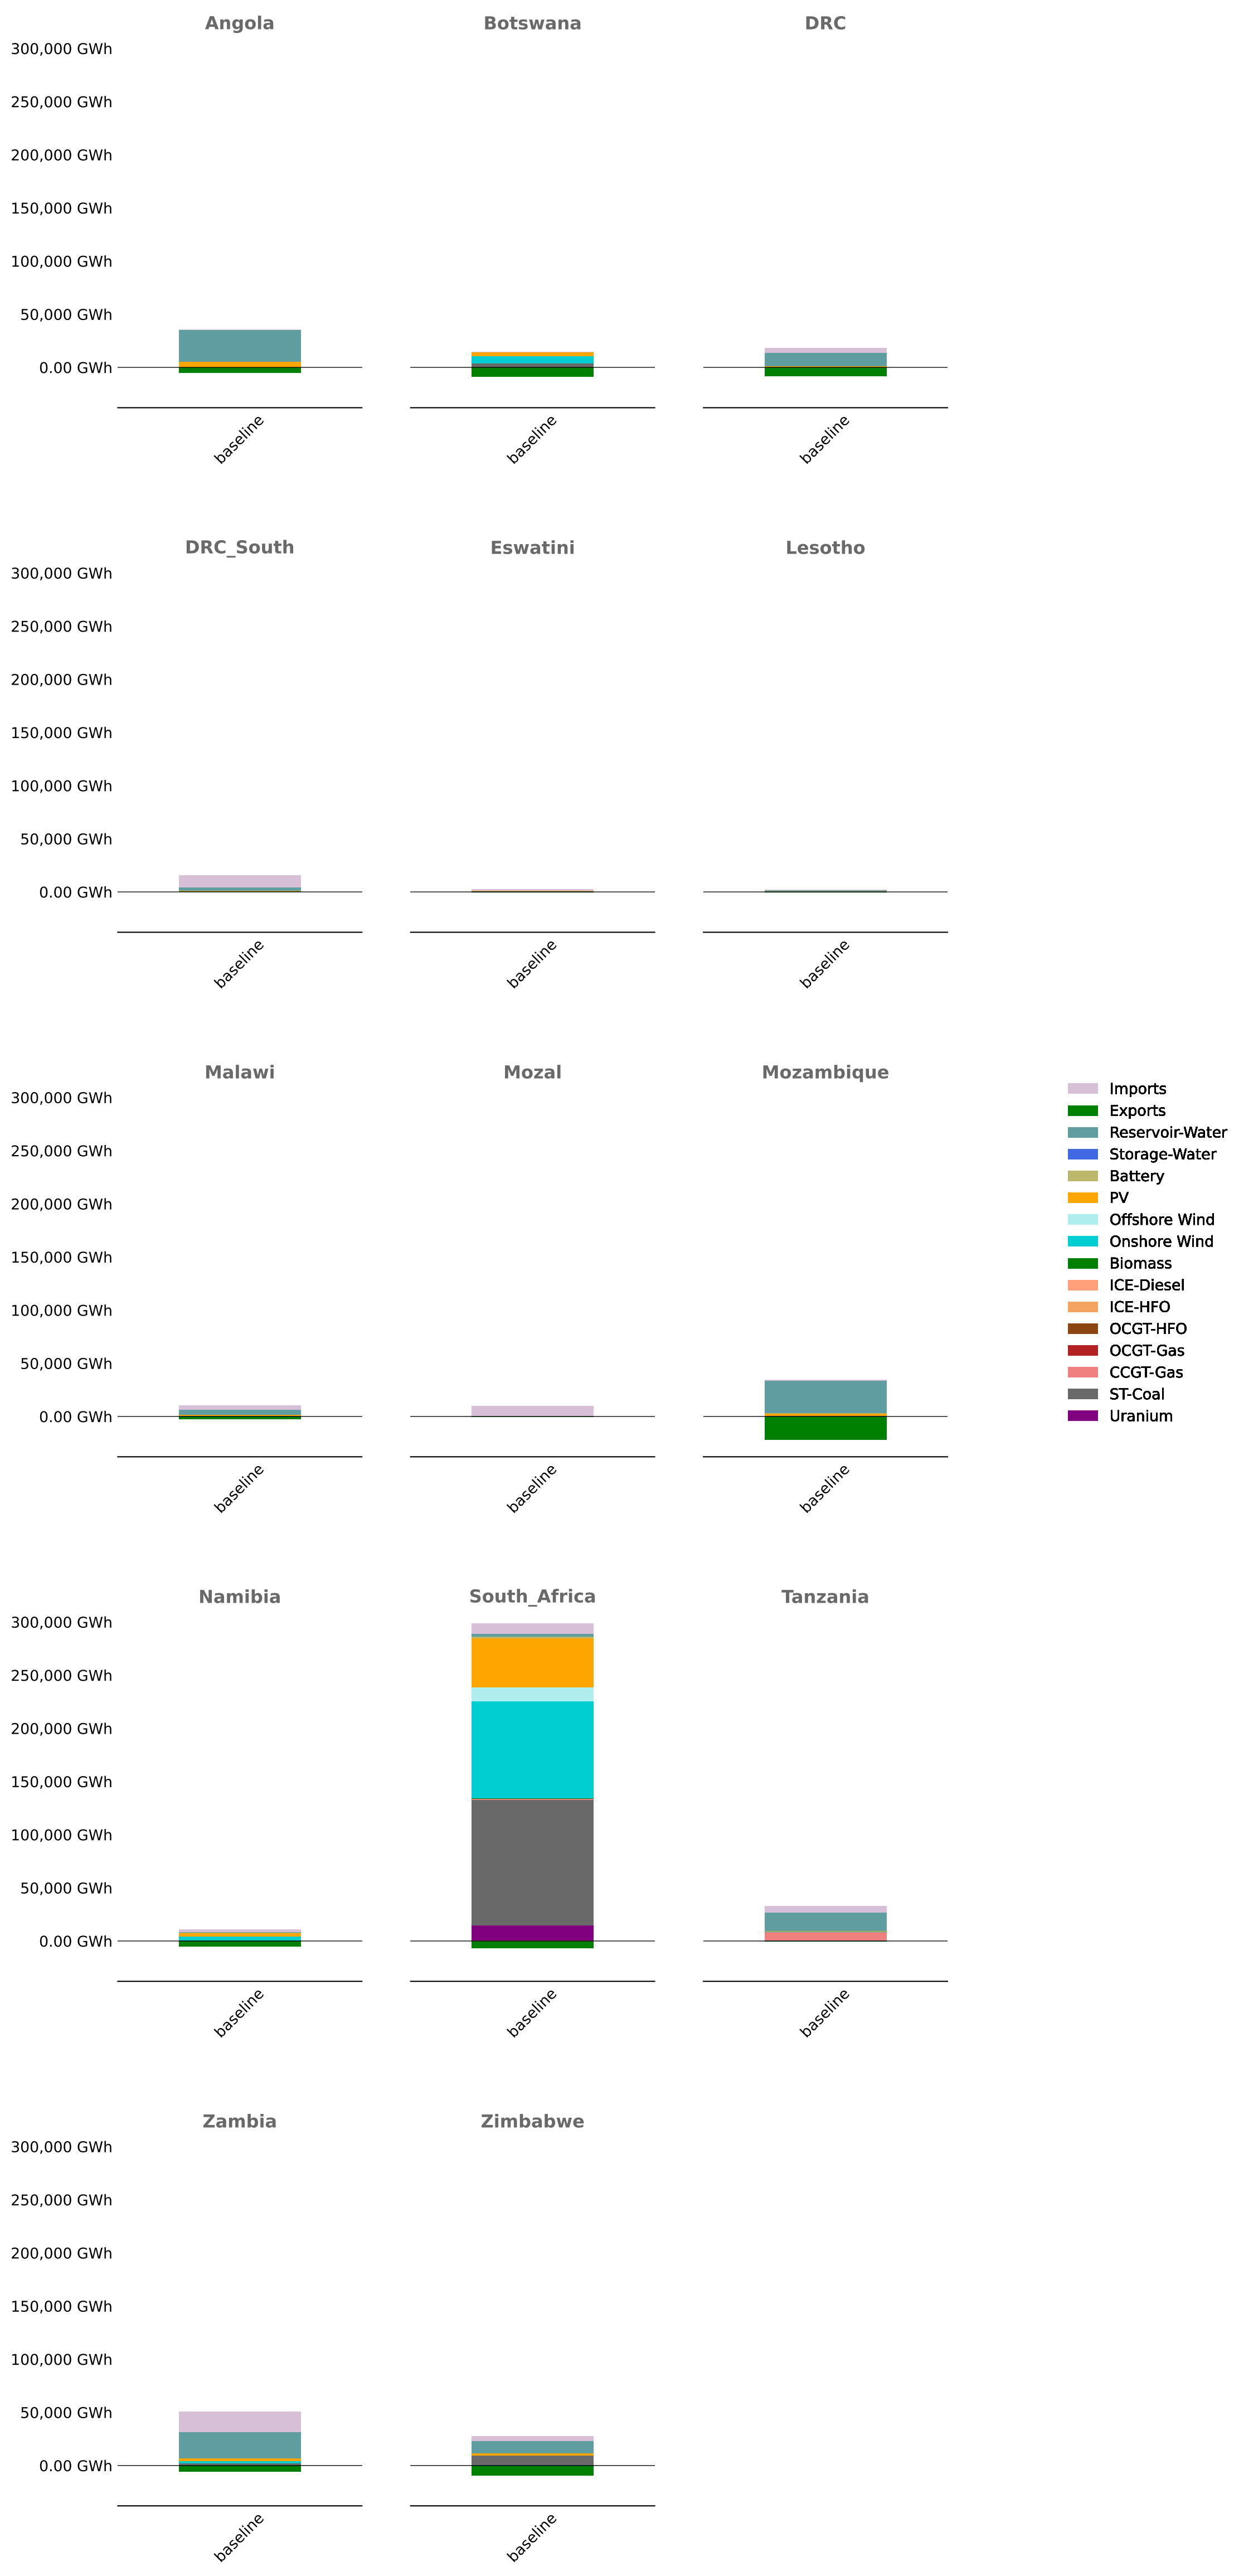 Angola Botswana DRC
300,000 GWh
250,000 GWh
200,000 GWh
150,000 GWh
100,000 GWh
50,000 GWh
0.00 GWh
baseline baseline baseline
DRC_South Eswatini Lesotho
300,000 GWh
250,000 GWh
200,000 GWh
150,000 GWh
100,000 GWh
50,000 GWh
0.00 GWh
baseline baseline baseline
Malawi Mozal Mozambique
300,000 GWh
250,000 GWh
200,000 GWh
150,000 GWh
100,000 GWh
50,000 GWh
0.00 GWh
baseline baseline baseline
Imports
Exports
Reservoir-Water
Storage-Water
Battery
PV
Offshore Wind
Onshore Wind
Biomass
ICE-Diesel
ICE-HFO
OCGT-HFO
OCGT-Gas
CCGT-Gas
ST-Coal
Uranium
Namibia South_Africa Tanzania
300,000 GWh
250,000 GWh
200,000 GWh
150,000 GWh
100,000 GWh
50,000 GWh
0.00 GWh
baseline baseline baseline
Zambia Zimbabwe
300,000 GWh
250,000 GWh
200,000 GWh
150,000 GWh
100,000 GWh
50,000 GWh
0.00 GWh
baseline baseline